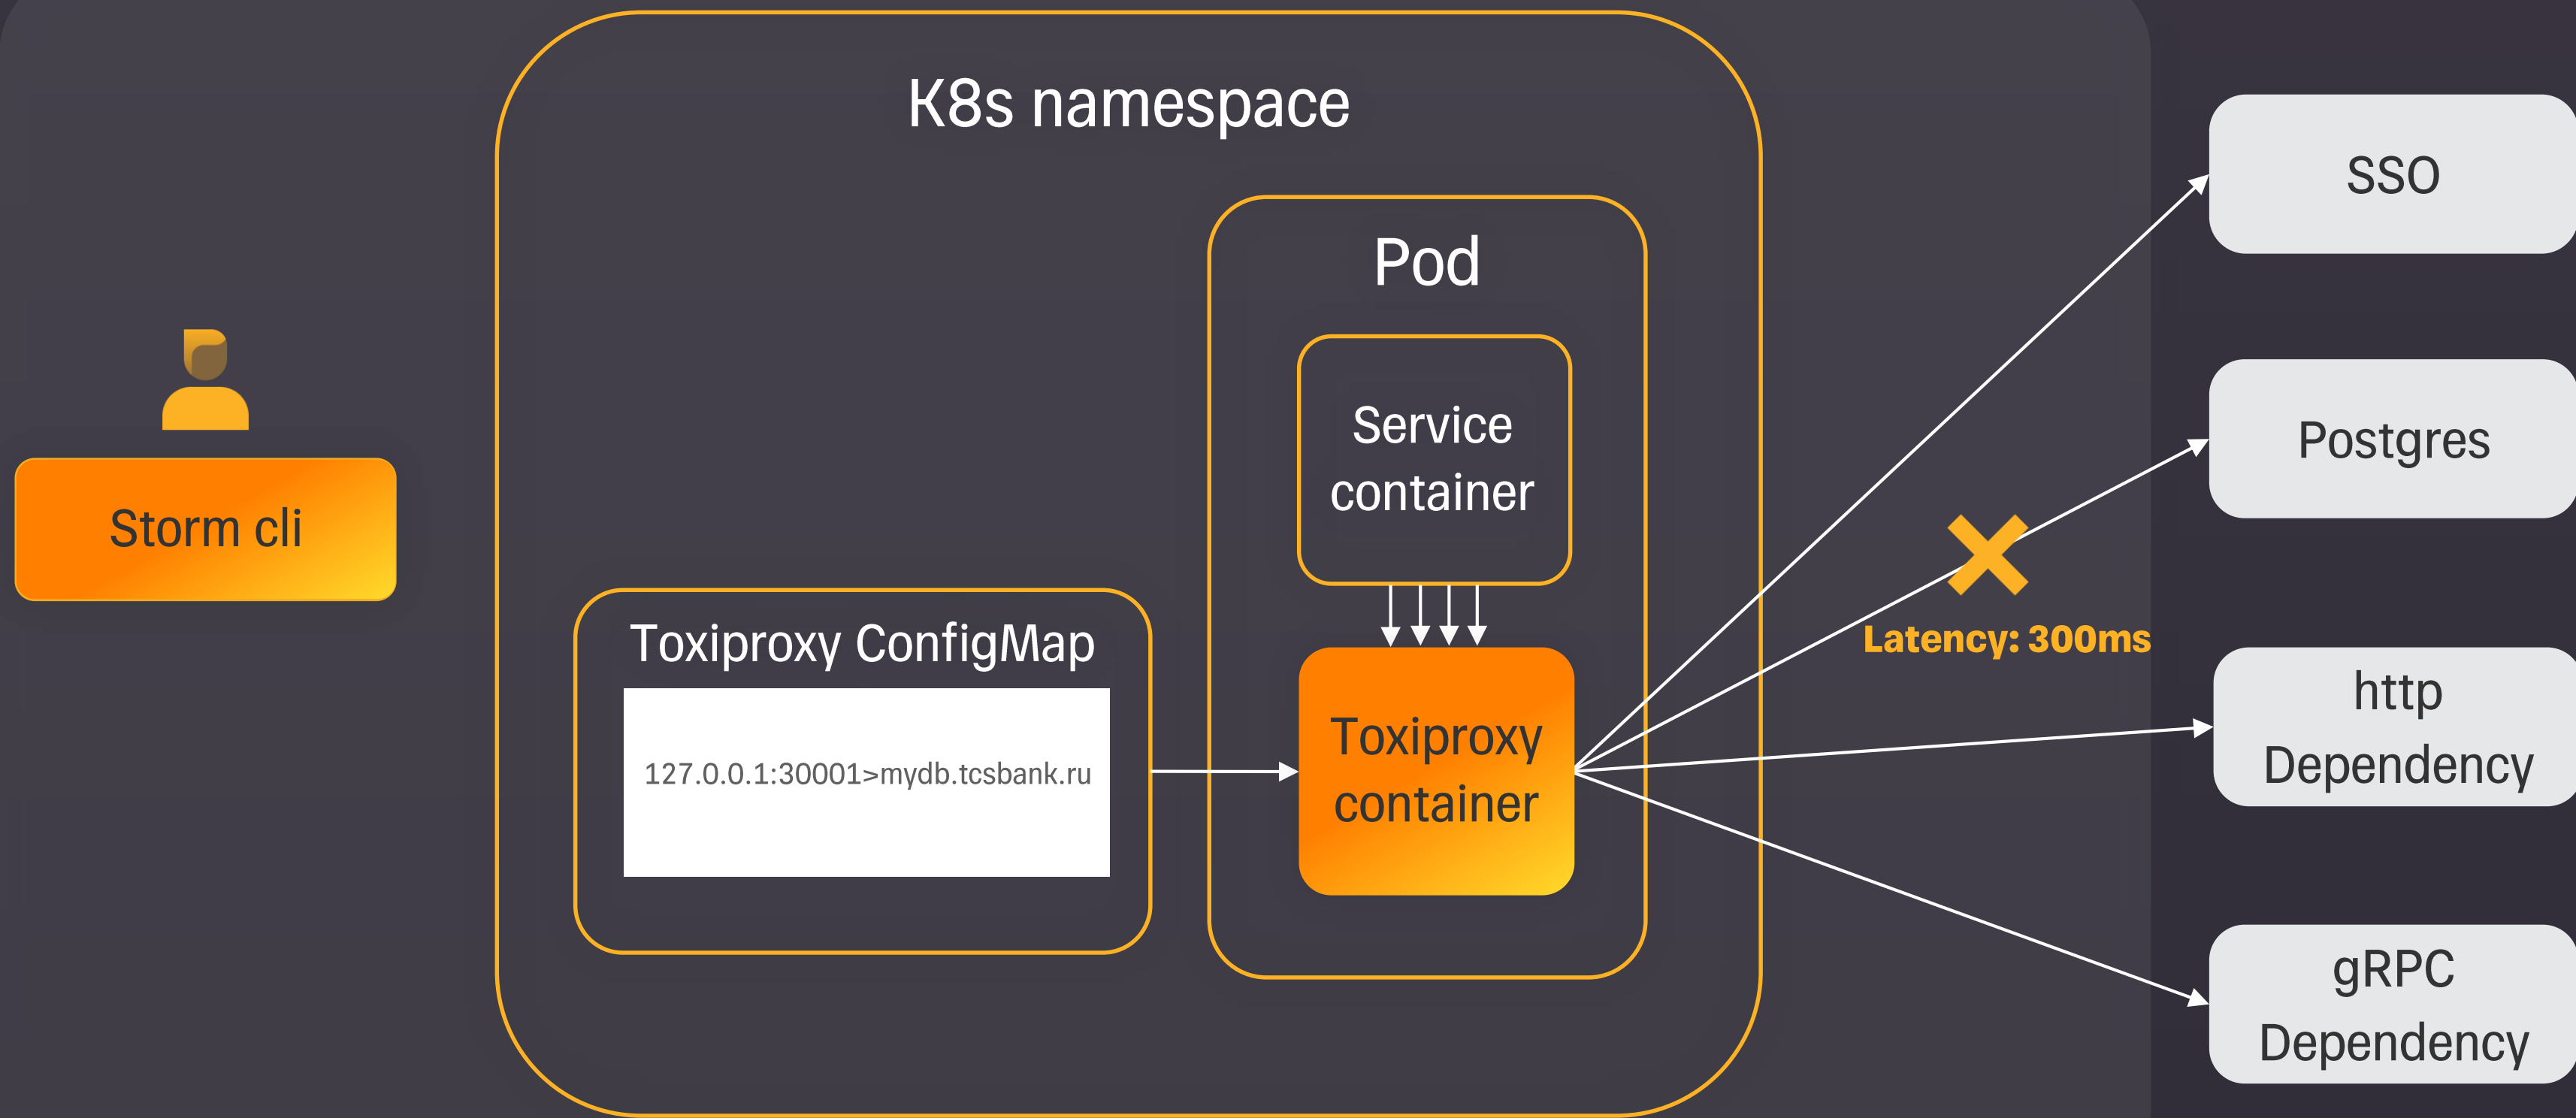 K8s namespace
Storm cli
Toxiproxy ConfigMap
127.0.0.1:30001>mydb.tcsbank.ru
Pod
Service
container
Toxiproxy
container
Latency: 300ms
SSO
Postgres
http
Dependency
gRPC
Dependency